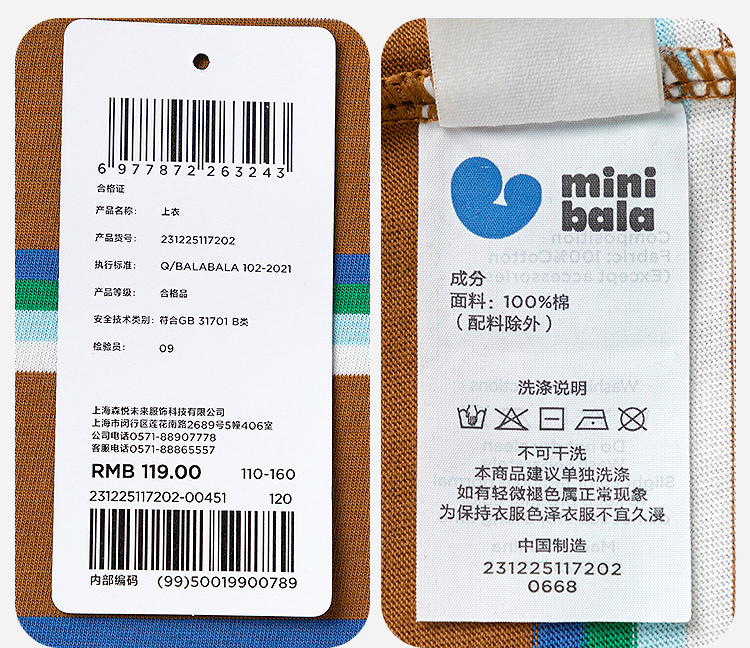 6 977872 263243
合格证
产品名称: 上衣
产品货号: 231225117202
执行标准: Q/BALABALA 102-2021
产品等级: 合格品
安全技术类别: 符合GB 31701 B类
检验员: 09
上海森悦未来服饰科技有限公司
上海市闵行区莲花南路2689号5幢406室
公司电话0571-88907778
客服电话0571-88865557
RMB 119.00 110-160
231225117202-00451 120
内部编码 (99)50019900789
mini
bala
Composition
Fabric: 100%Cotton
(Except accessories
成分
面料: 100%棉
(配料除外)
洗涤说明
不可干洗
本商品建议单独洗涤
如有轻微褪色属正常现象
为保持衣服色泽衣服不宜久浸
中国制造
231225117202
0668